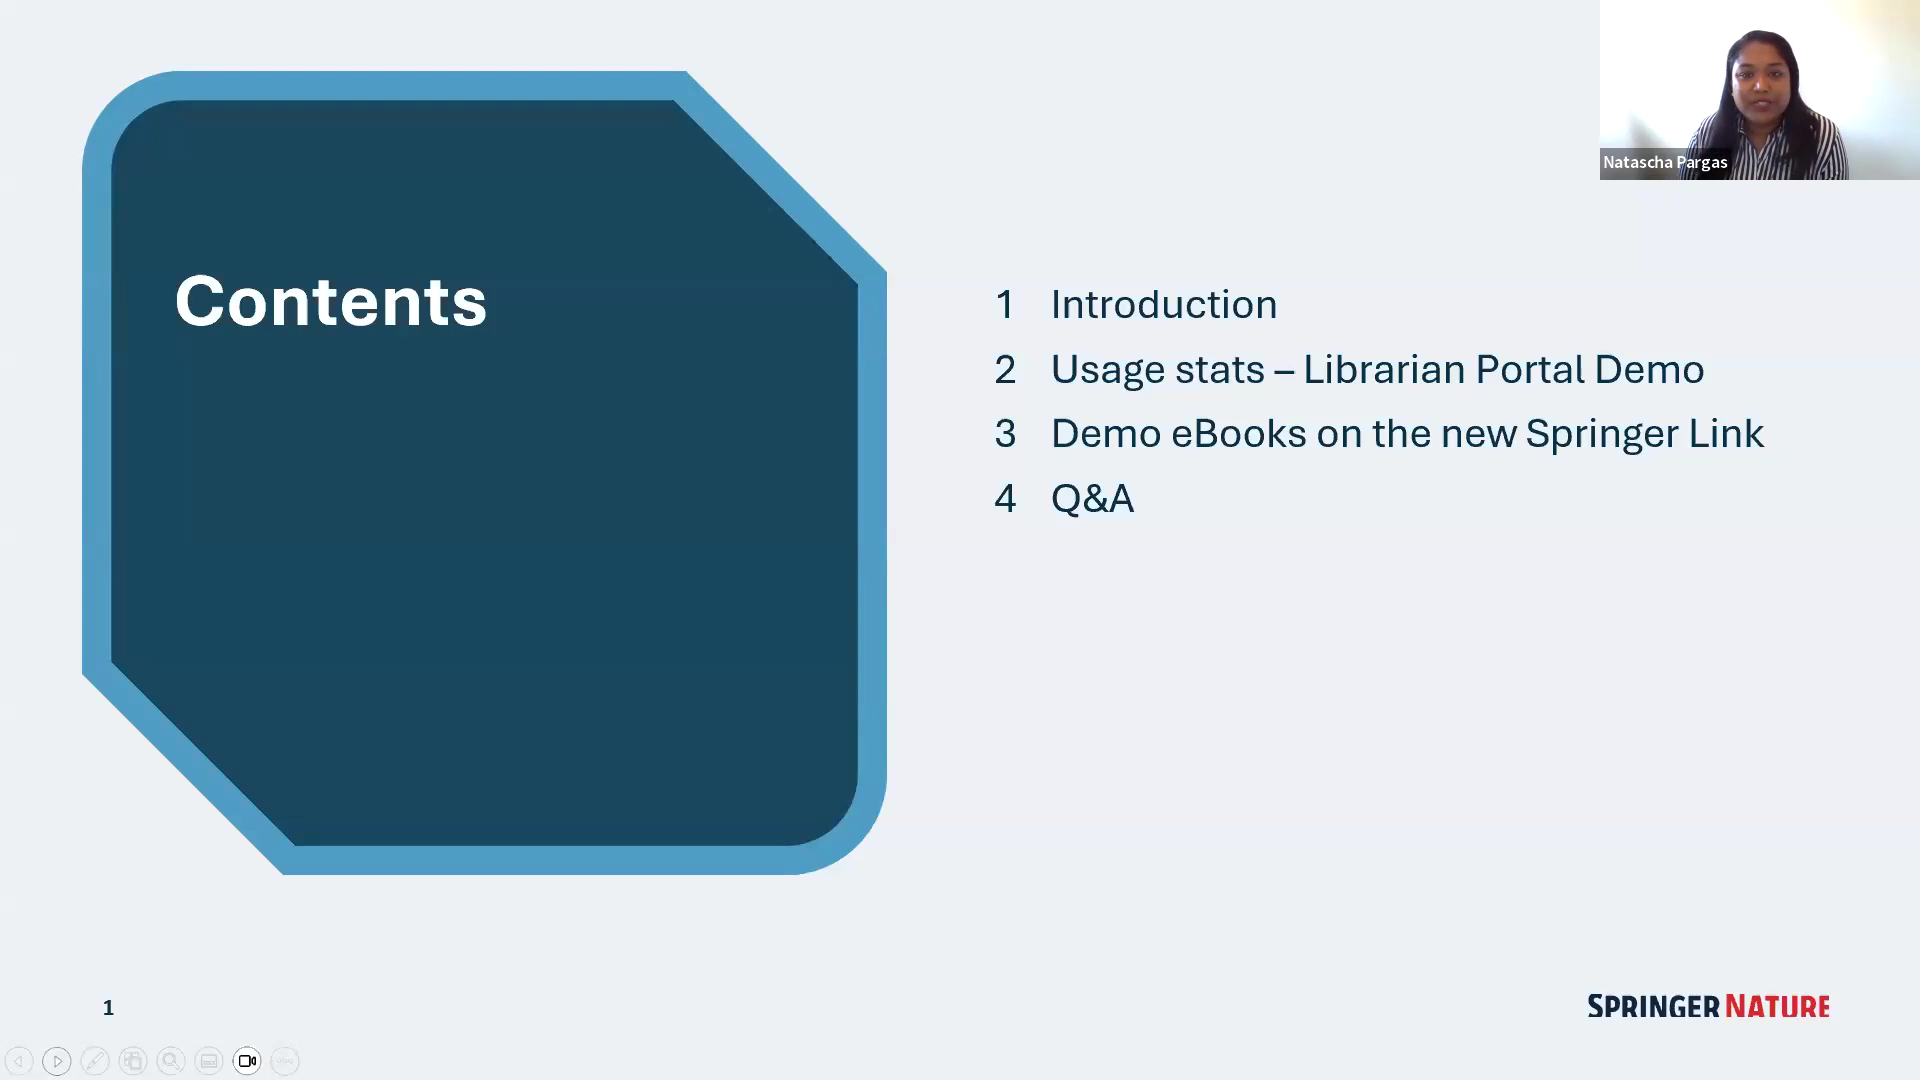 Contents
1 Introduction
2 Usage stats – Librarian Portal Demo
3 Demo eBooks on the new Springer Link
4 Q&A
Natascha Pargas
1
SPRINGER NATURE